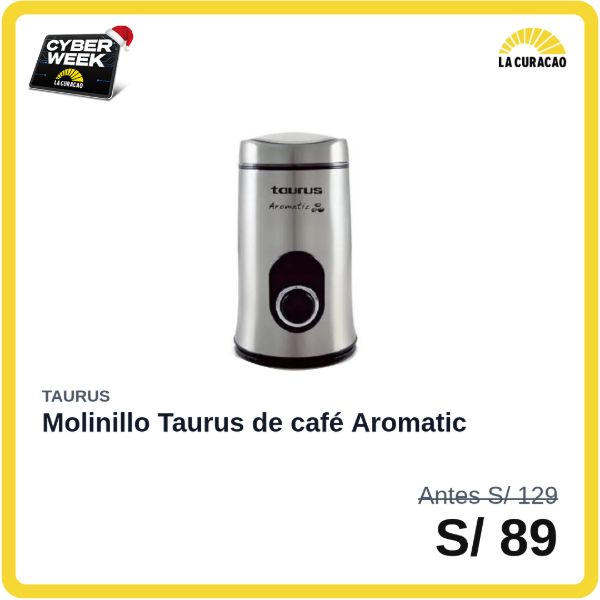 CYBER
WEEK
LA CURACAO
LA CURACAO
taurus
Aromatic
TAURUS
Molinillo Taurus de café Aromatic
Antes S/ 129
S/ 89